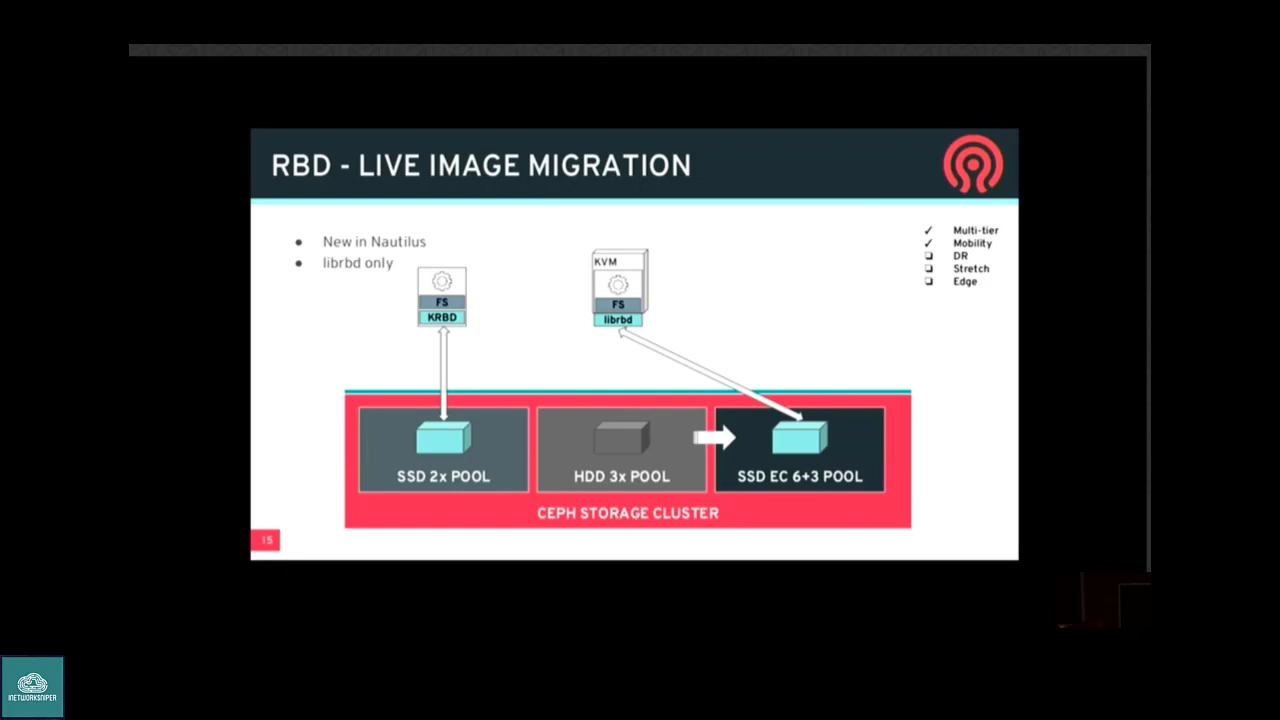 RBD - LIVE IMAGE MIGRATION
● New in Nautilus
● librbd only
✓ Multi-tier
✓ Mobility
❏ DR
❏ Stretch
❏ Edge
FS
KRBD
KVM
FS
librbd
SSD 2x POOL
HDD 3x POOL
SSD EC 6+3 POOL
CEPH STORAGE CLUSTER
15
INETWORKSNIPER